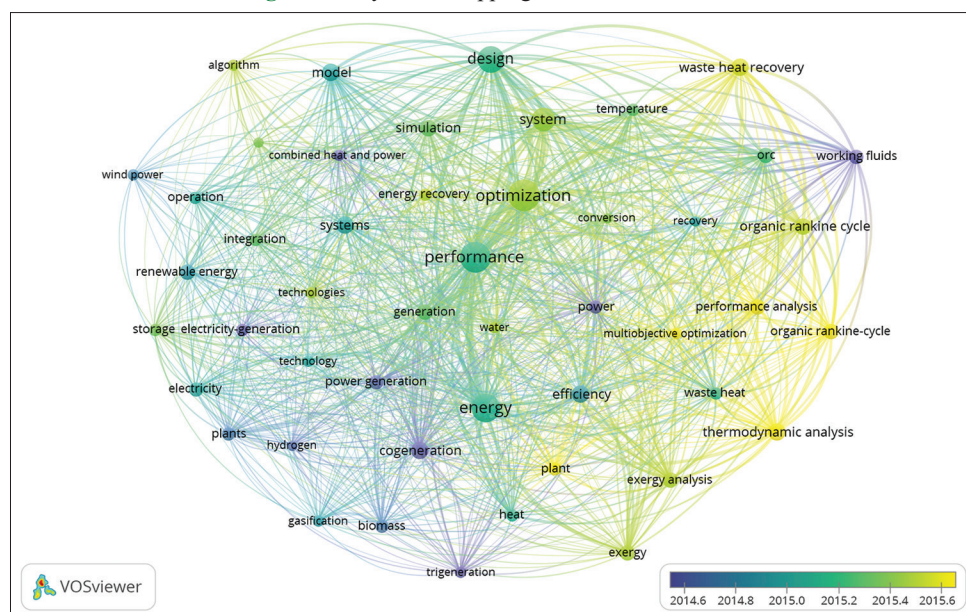 algorithm
model
design
waste heat recovery
temperature
system
simulation
combined heat and power
orc
working fluids
wind power
operation
energy recovery
optimization
conversion
recovery
organic rankine cycle
systems
integration
performance
renewable energy
technologies
generation
power
performance analysis
storage
electricity-generation
water
multiobjective optimization
organic rankine-cycle
technology
power generation
electricity
efficiency
waste heat
energy
plants
hydrogen
cogeneration
thermodynamic analysis
plant
exergy analysis
gasification
biomass
heat
exergy
trigeneration
VOSviewer
2014.6 2014.8 2015.0 2015.2 2015.4 2015.6